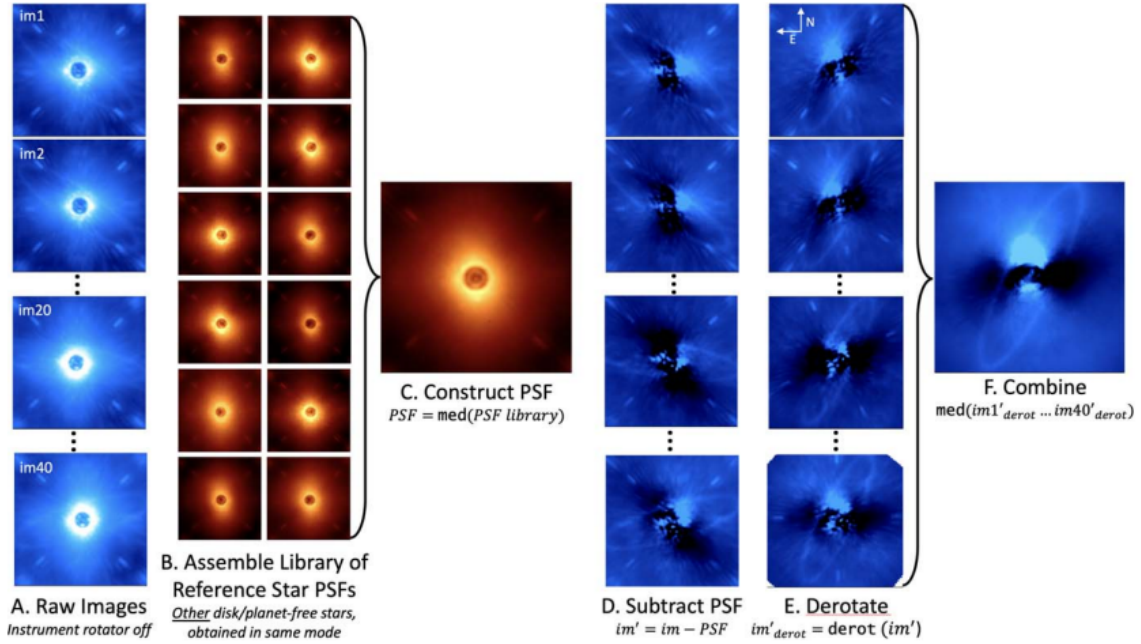 im1
im2
im20
im40
A. Raw Images
Instrument rotator off
B. Assemble Library of
Reference Star PSFs
Other disk/planet-free stars,
obtained in same mode
C. Construct PSF
PSF = med(PSF library)
D. Subtract PSF
im' = im − PSF
N
E
E. Derotate
im'derot = derot (im')
F. Combine
med(im1'derot … im40'derot)